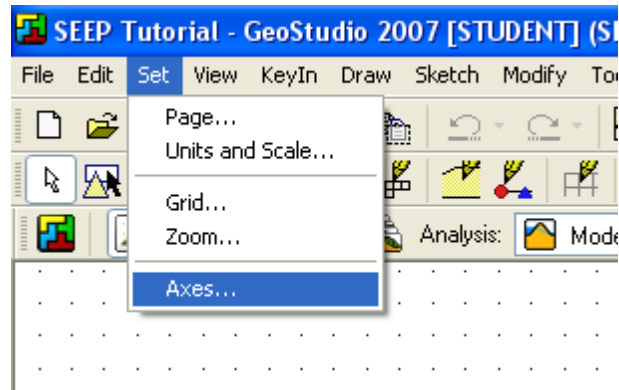 SEEP Tutorial - GeoStudio 2007 [STUDENT] (S
File Edit Set View KeyIn Draw Sketch Modify To
Page...
Units and Scale...
Grid...
Zoom...
Analysis: Mode
Axes...